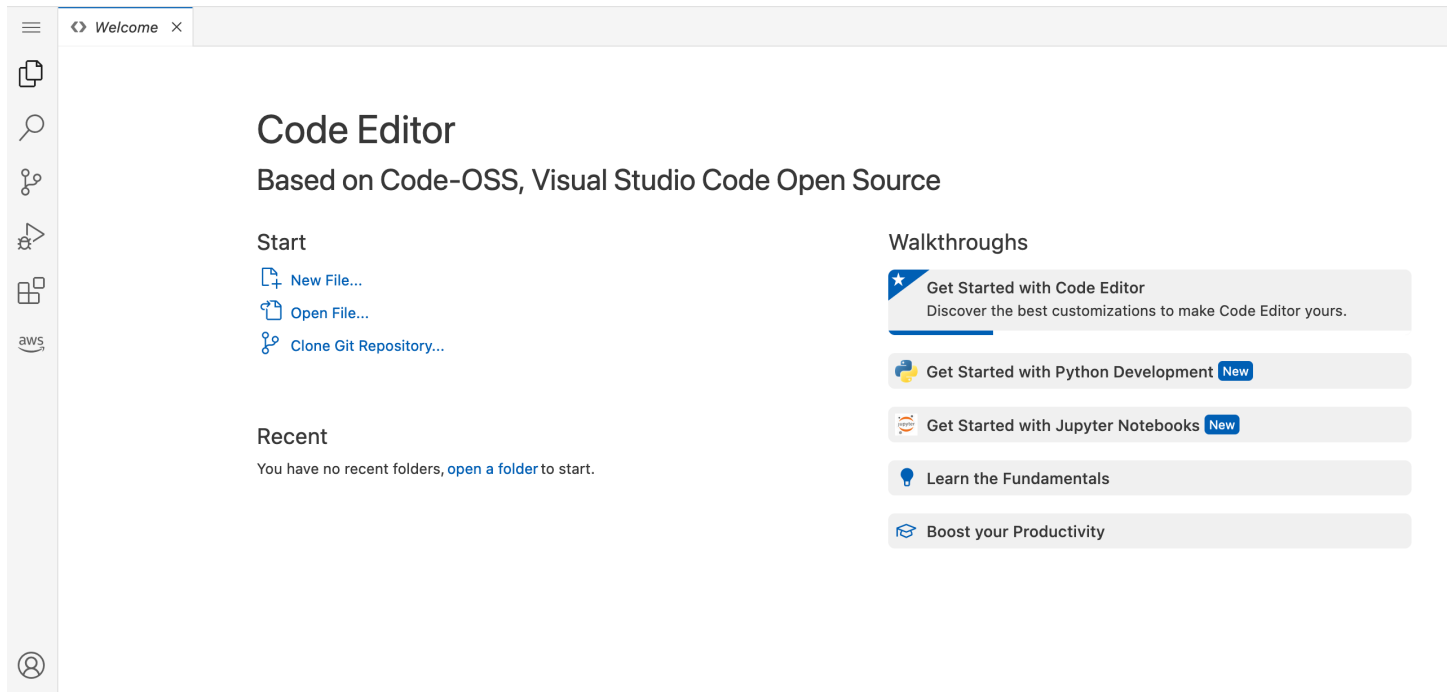 Welcome
Code Editor
Based on Code-OSS, Visual Studio Code Open Source
Start
New File...
Open File...
Clone Git Repository...
Recent
You have no recent folders, open a folder to start.
Walkthroughs
Get Started with Code Editor
Discover the best customizations to make Code Editor yours.
Get Started with Python Development New
jupyter
Get Started with Jupyter Notebooks New
Learn the Fundamentals
Boost your Productivity
aws